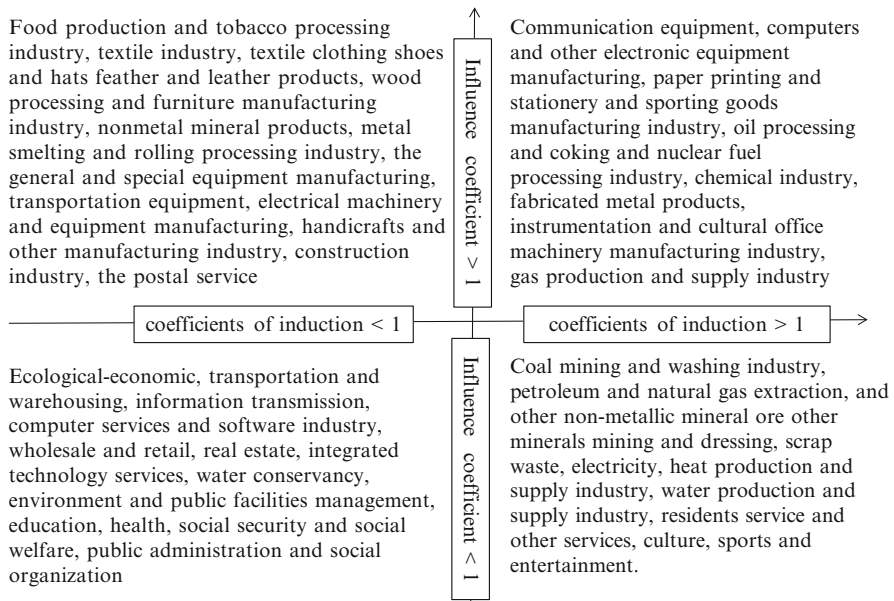 Food production and tobacco processing
industry, textile industry, textile clothing shoes
and hats feather and leather products, wood
processing and furniture manufacturing
industry, nonmetal mineral products, metal
smelting and rolling processing industry, the
general and special equipment manufacturing,
transportation equipment, electrical machinery
and equipment manufacturing, handicrafts and
other manufacturing industry, construction
industry, the postal service
Influence coefficient > 1
Communication equipment, computers
and other electronic equipment
manufacturing, paper printing and
stationery and sporting goods
manufacturing industry, oil processing
and coking and nuclear fuel
processing industry, chemical industry,
fabricated metal products,
instrumentation and cultural office
machinery manufacturing industry,
gas production and supply industry
coefficients of induction < 1
coefficients of induction > 1
Ecological-economic, transportation and
warehousing, information transmission,
computer services and software industry,
wholesale and retail, real estate, integrated
technology services, water conservancy,
environment and public facilities management,
education, health, social security and social
welfare, public administration and social
organization
Influence coefficient < 1
Coal mining and washing industry,
petroleum and natural gas extraction, and
other non-metallic mineral ore other
minerals mining and dressing, scrap
waste, electricity, heat production and
supply industry, water production and
supply industry, residents service and
other services, culture, sports and
entertainment.